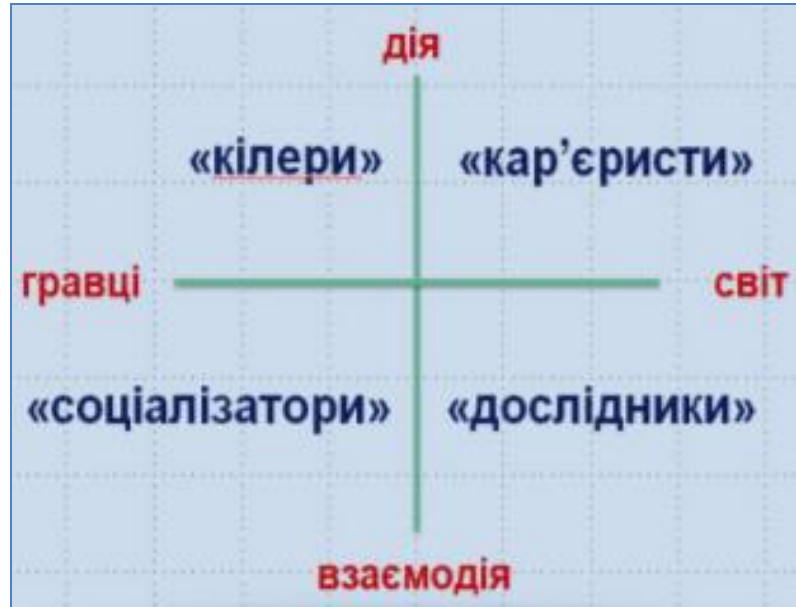 дія
«кілери» «кар’єристи»
гравці світ
«соціалізатори» «дослідники»
взаємодія